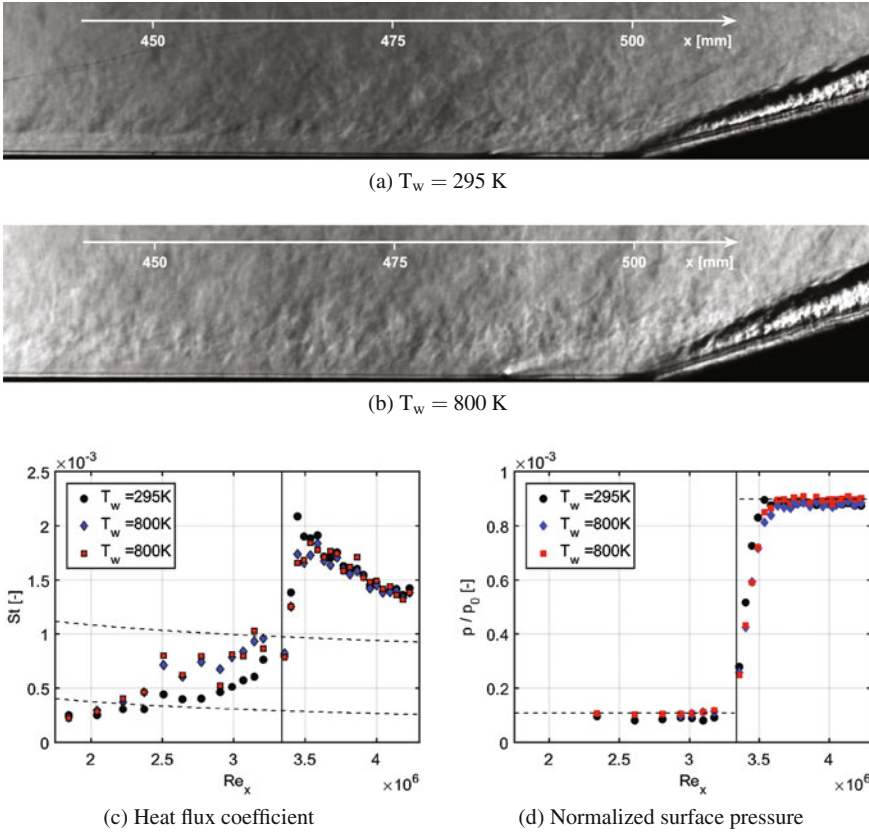 450 475 500 x [mm]
(a) T_w = 295 K
450 475 500 x [mm]
(b) T_w = 800 K
×10^-3
2.5
2
1.5
1
0.5
0
St [-]
T_w =295K
T_w =800K
T_w =800K
2 2.5 3 3.5 4
Re_x
×10^6
(c) Heat flux coefficient
×10^-3
1
0.8
0.6
0.4
0.2
0
p / p_0 [-]
T_w =295K
T_w =800K
T_w =800K
2 2.5 3 3.5 4
Re_x
×10^6
(d) Normalized surface pressure